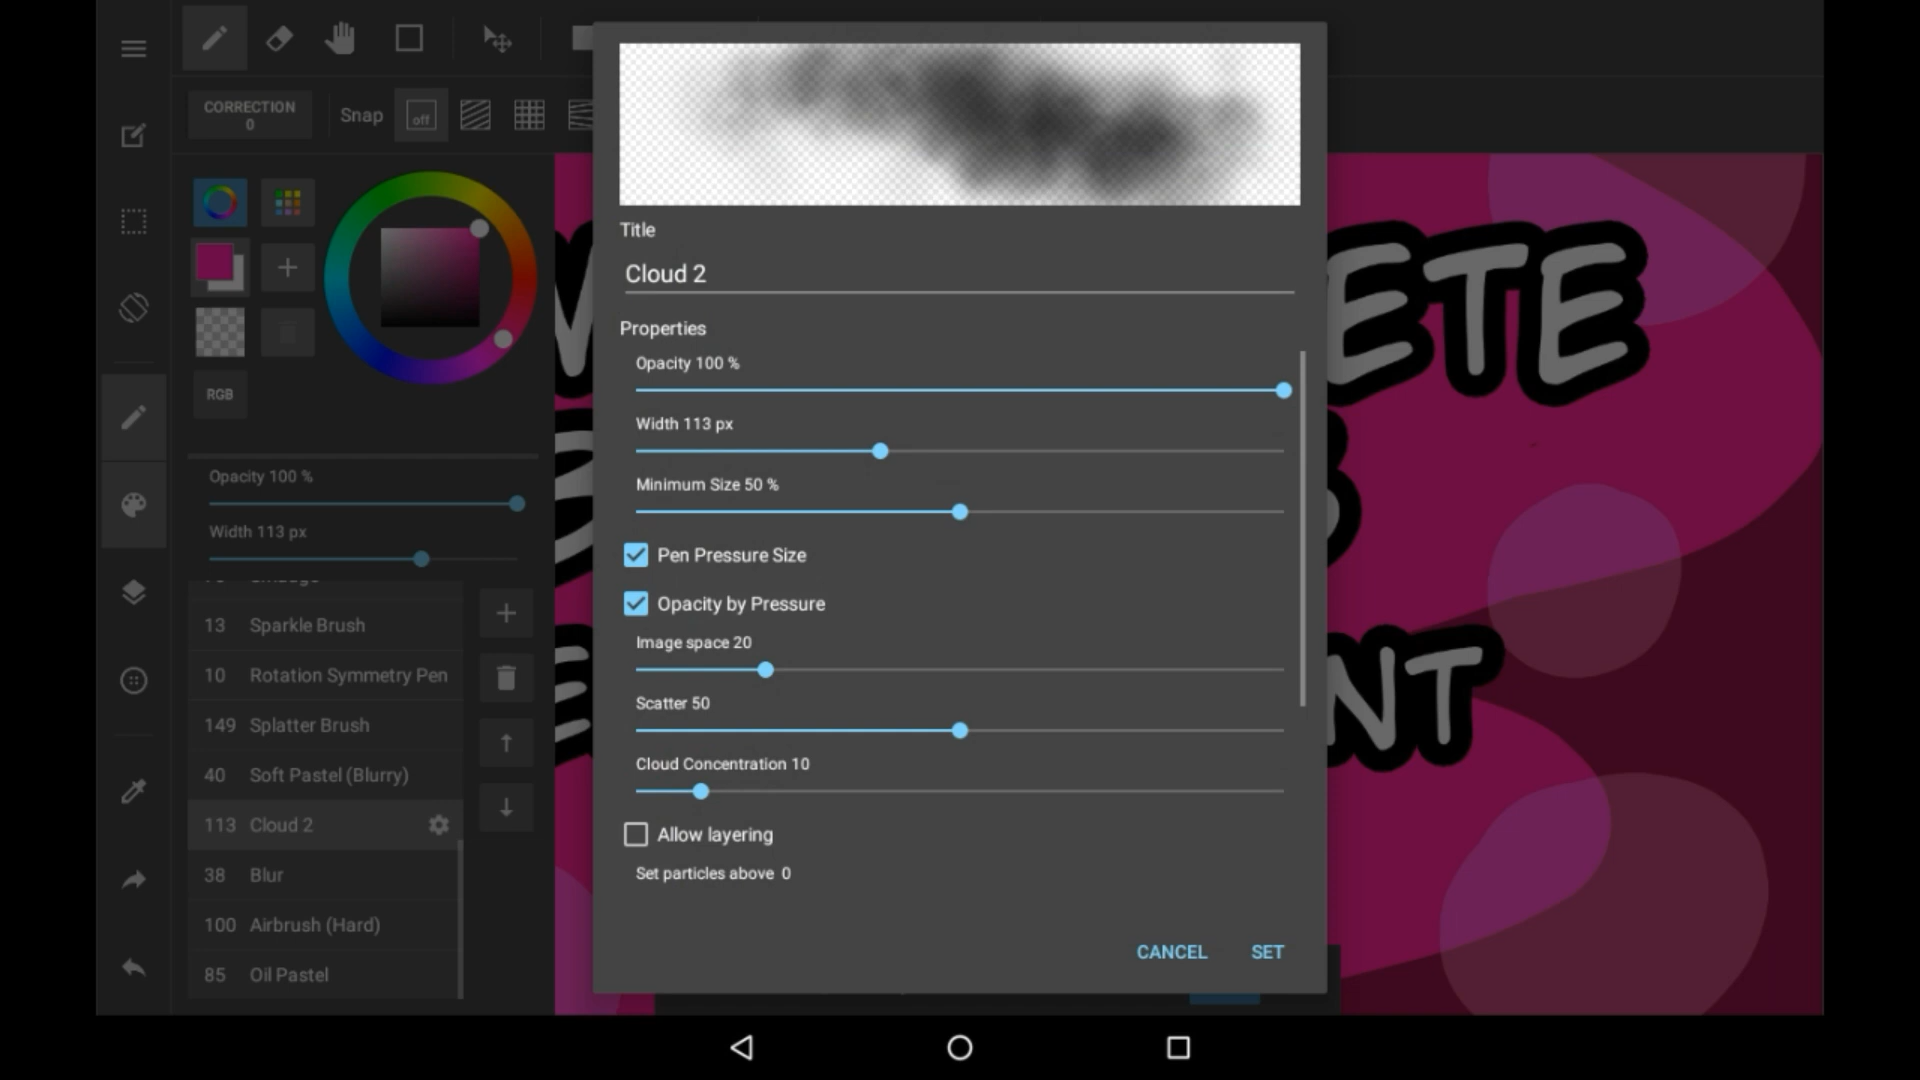 CORRECTION
0
Snap
off
RGB
Opacity 100 %
Width 113 px
13 Sparkle Brush
10 Rotation Symmetry Pen
149 Splatter Brush
40 Soft Pastel (Blurry)
113 Cloud 2
38 Blur
100 Airbrush (Hard)
85 Oil Pastel
Title
Cloud 2
Properties
Opacity 100 %
Width 113 px
Minimum Size 50 %
Pen Pressure Size
Opacity by Pressure
Image space 20
Scatter 50
Cloud Concentration 10
Allow layering
Set particles above 0
CANCEL SET
ETE
NT